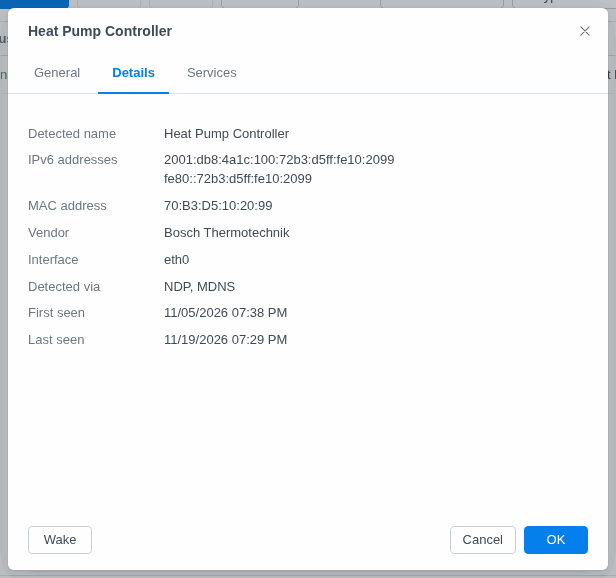 Heat Pump Controller
General Details Services
Detected name Heat Pump Controller
IPv6 addresses 2001:db8:4a1c:100:72b3:d5ff:fe10:2099
fe80::72b3:d5ff:fe10:2099
MAC address 70:B3:D5:10:20:99
Vendor Bosch Thermotechnik
Interface eth0
Detected via NDP, MDNS
First seen 11/05/2026 07:38 PM
Last seen 11/19/2026 07:29 PM
Wake Cancel OK